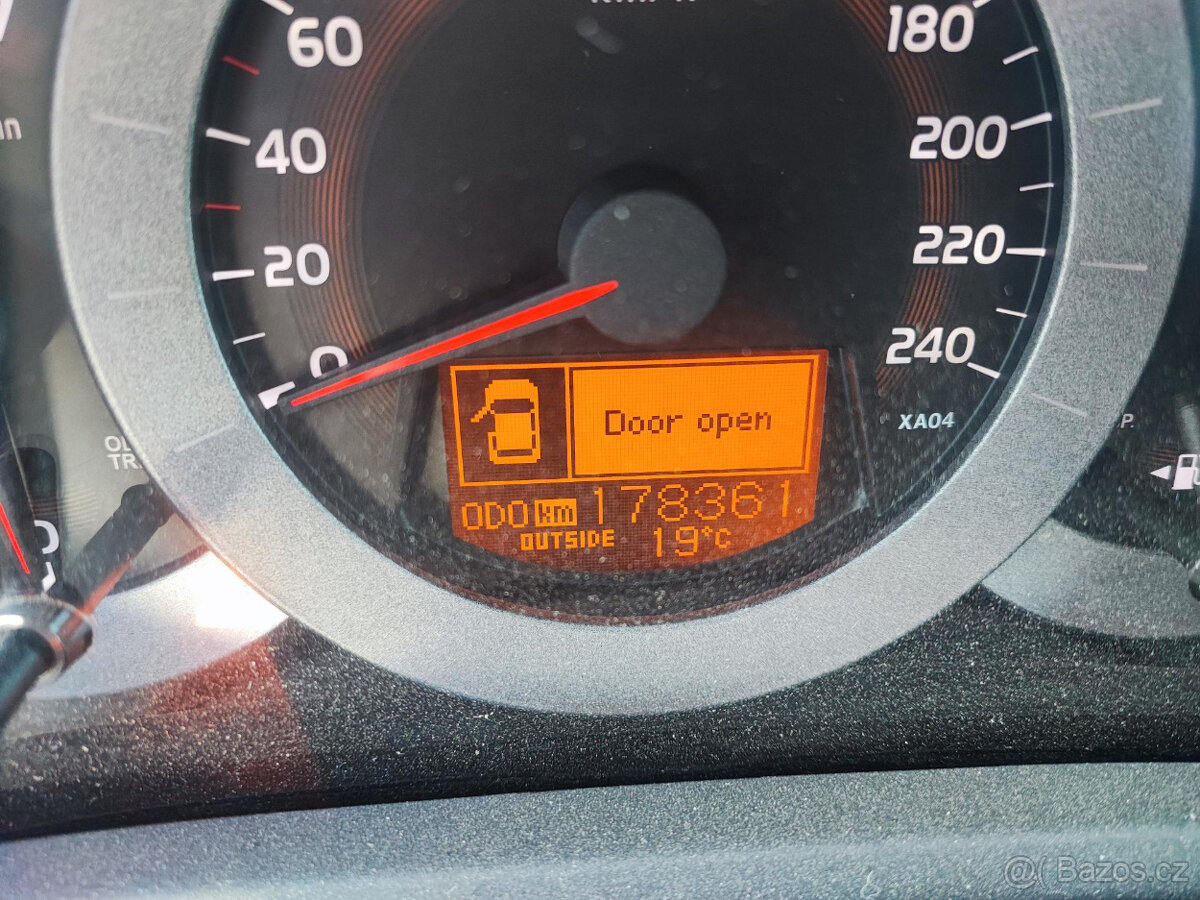 60
40
20
0
180
200
220
240
XA04
Door open
ODO km 178361
OUTSIDE 19°C
P.
@( Bazos.cz